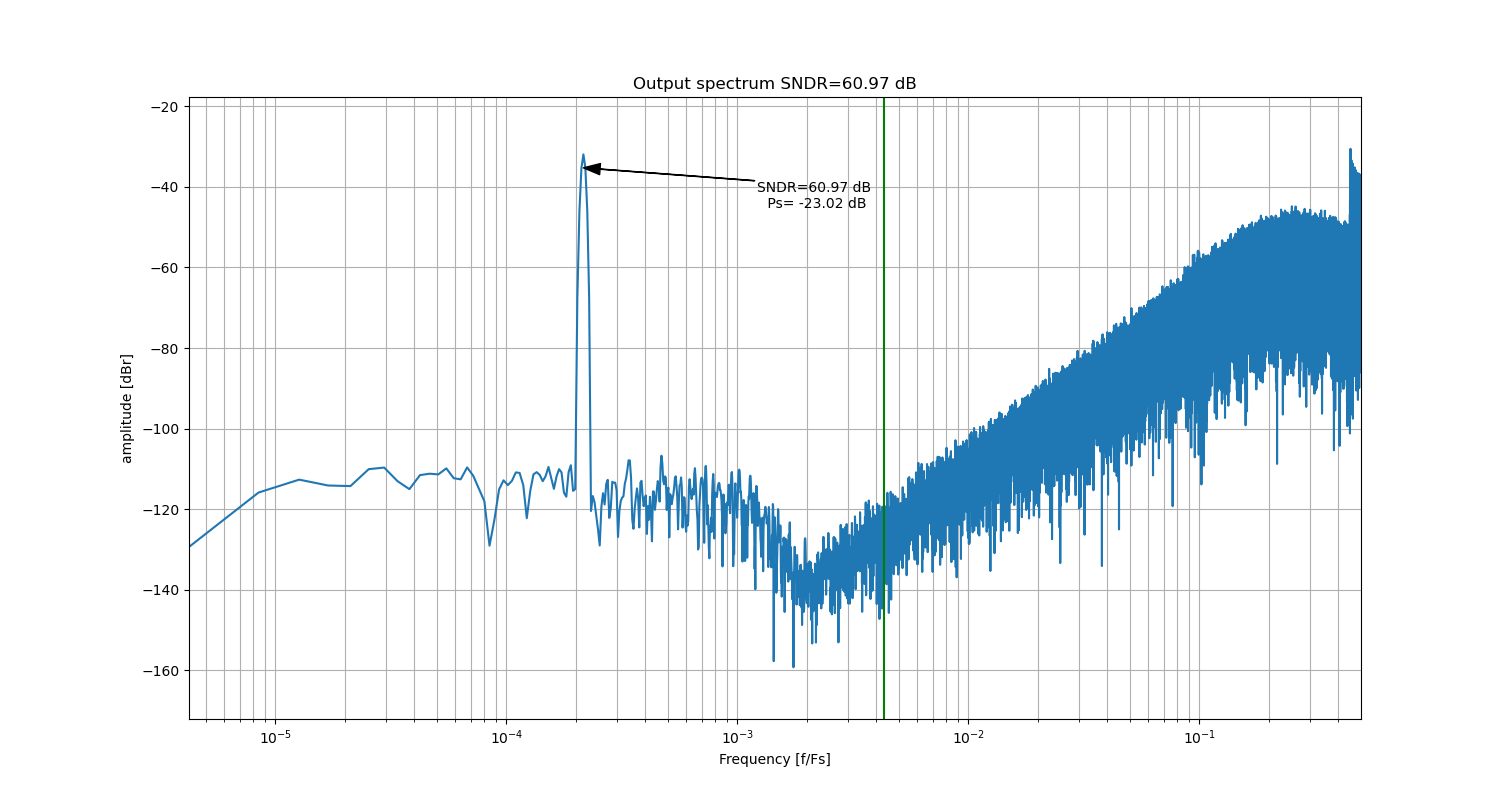 Output spectrum SNDR=60.97 dB
−20
−40
−60
−80
−100
−120
−140
−160
amplitude [dBr]
SNDR=60.97 dB
Ps= -23.02 dB
10⁻⁵
10⁻⁴
10⁻³
10⁻²
10⁻¹
Frequency [f/Fs]